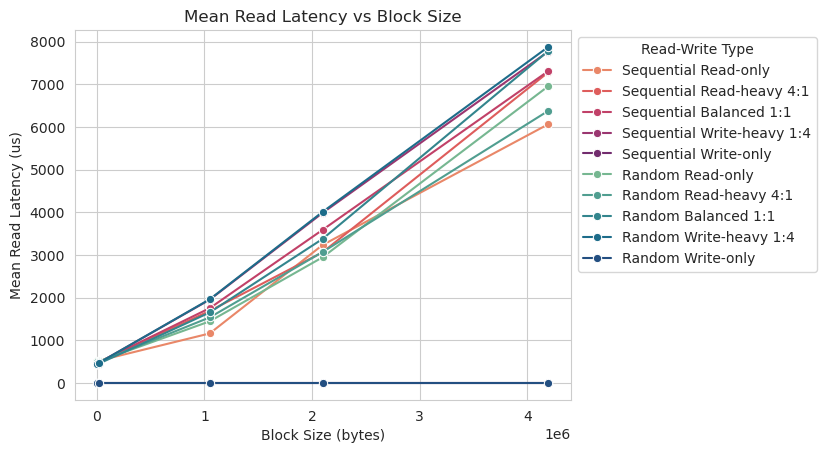 Mean Read Latency vs Block Size
Mean Read Latency (us)
8000
7000
6000
5000
4000
3000
2000
1000
0
0
1
2
3
4
1e6
Block Size (bytes)
Read-Write Type
Sequential Read-only
Sequential Read-heavy 4:1
Sequential Balanced 1:1
Sequential Write-heavy 1:4
Sequential Write-only
Random Read-only
Random Read-heavy 4:1
Random Balanced 1:1
Random Write-heavy 1:4
Random Write-only